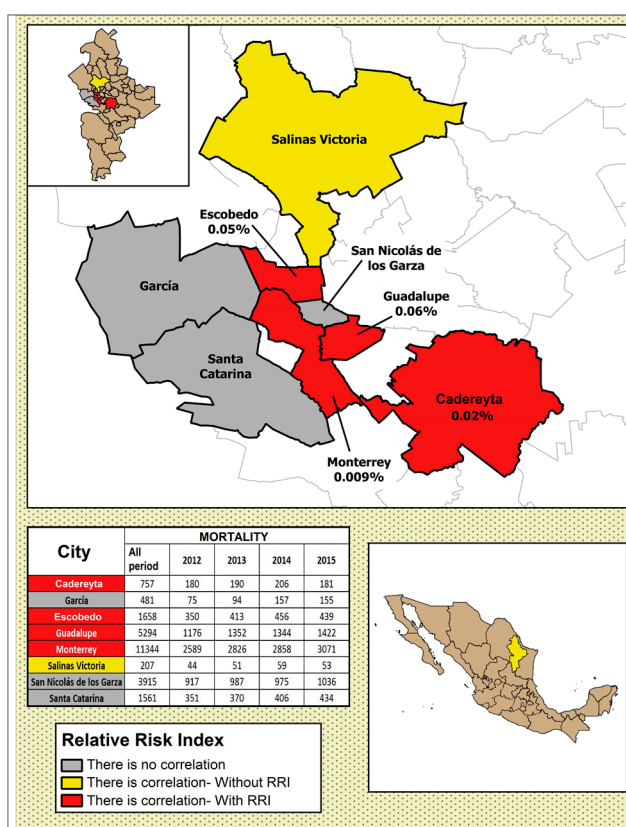 Salinas Victoria
Escobedo
0.05%
San Nicolás de
los Garza
García
Guadalupe
0.06%
Santa
Catarina
Cadereyta
0.02%
Monterrey
0.009%
City MORTALITY
All period 2012 2013 2014 2015
Cadereyta 757 180 190 206 181
García 481 75 94 157 155
Escobedo 1658 350 413 456 439
Guadalupe 5294 1176 1352 1344 1422
Monterrey 11344 2589 2826 2858 3071
Salinas Victoria 207 44 51 59 53
San Nicolás de los Garza 3915 917 987 975 1036
Santa Catarina 1561 351 370 406 434
Relative Risk Index
There is no correlation
There is correlation- Without RRI
There is correlation- With RRI